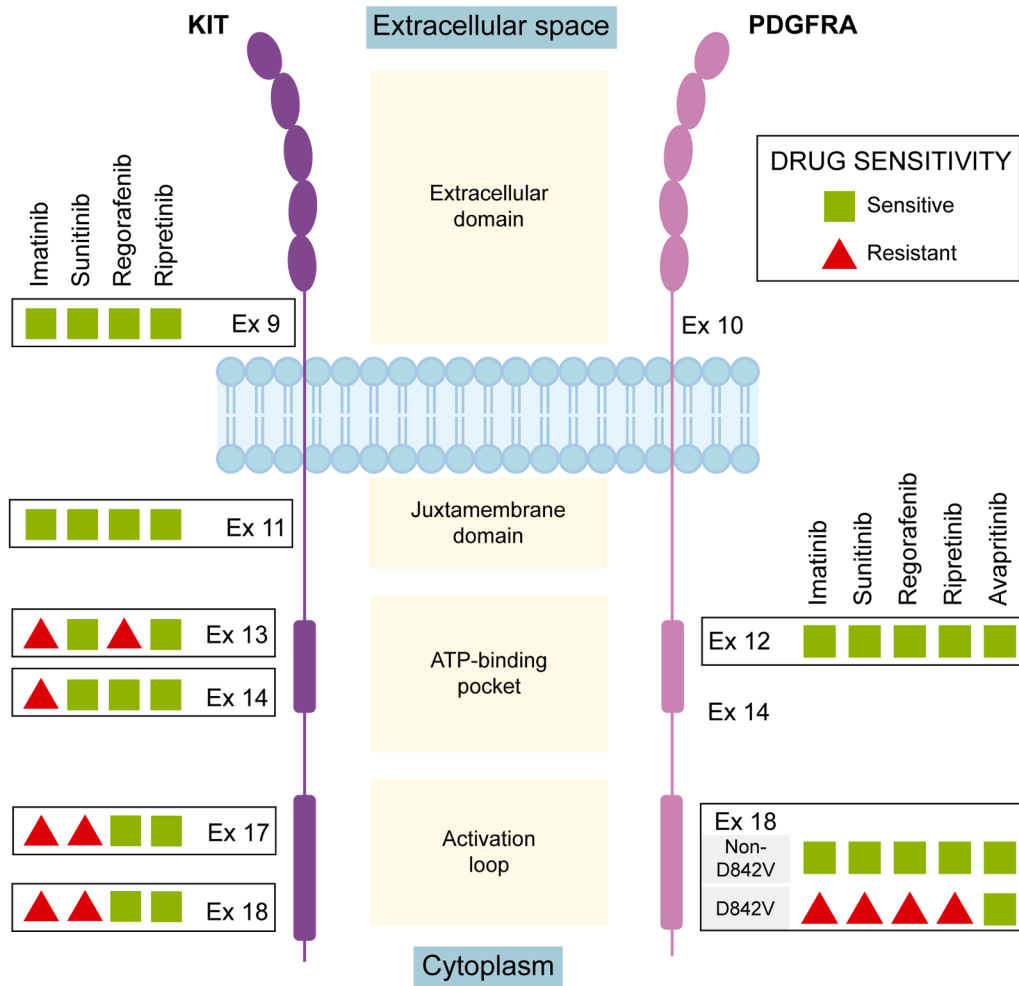 KIT
Extracellular space
PDGFRA
Extracellular
domain
DRUG SENSITIVITY
Sensitive
Resistant
Imatinib
Sunitinib
Regorafenib
Ripretinib
Ex 9
Ex 10
Ex 11
Juxtamembrane
domain
Imatinib
Sunitinib
Regorafenib
Ripretinib
Avapritinib
Ex 13
Ex 14
ATP-binding
pocket
Ex 12
Ex 14
Ex 17
Ex 18
Activation
loop
Ex 18
Non-
D842V
D842V
Cytoplasm